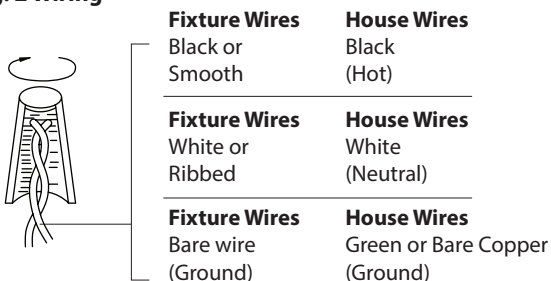 Fixture Wires House Wires
Black or Black
Smooth (Hot)
Fixture Wires House Wires
White or White
Ribbed (Neutral)
Fixture Wires House Wires
Bare wire Green or Bare Copper
(Ground) (Ground)